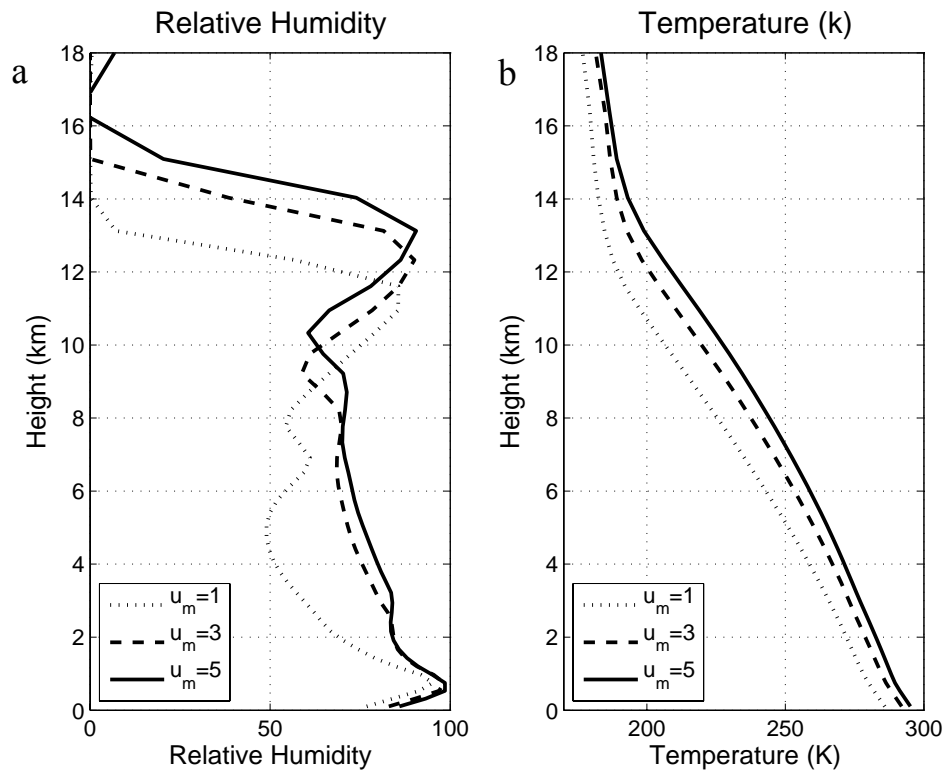 Relative Humidity
a
18
16
14
12
10
8
6
4
2
0
Height (km)
u_m=1
u_m=3
u_m=5
0
50
100
Relative Humidity
Temperature (k)
b
18
16
14
12
10
8
6
4
2
0
Height (km)
u_m=1
u_m=3
u_m=5
200
250
300
Temperature (K)